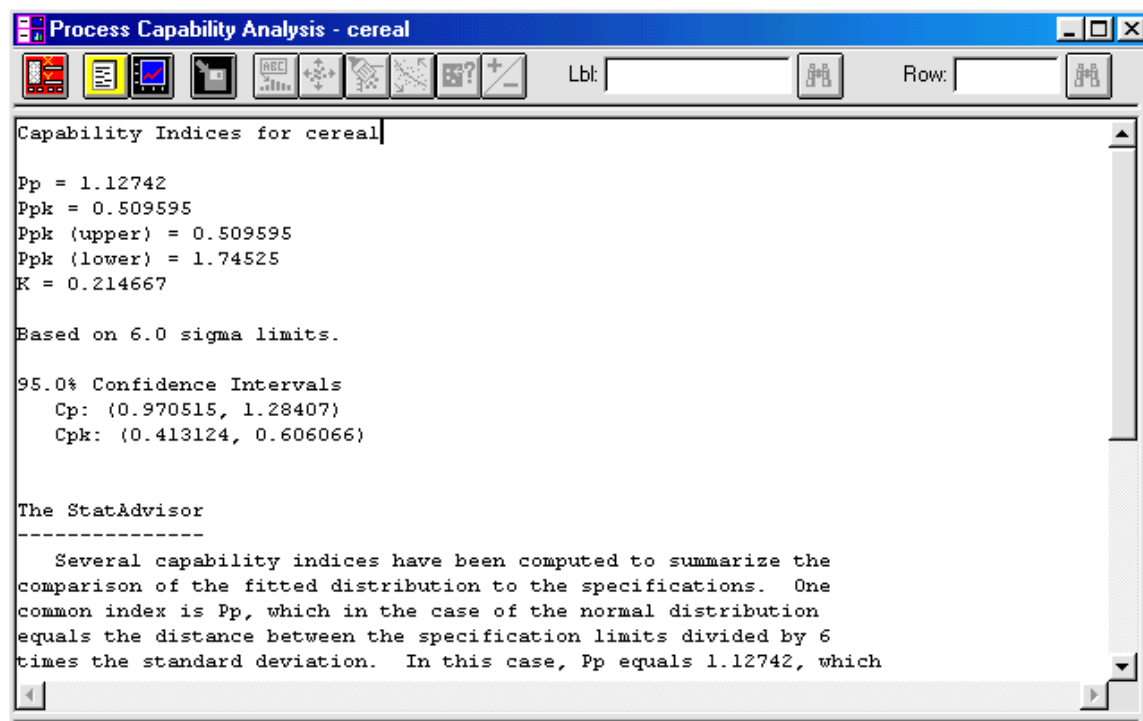 Process Capability Analysis - cereal
ABC
Lbl:
Row:
Capability Indices for cereal
Pp = 1.12742
Ppk = 0.509595
Ppk (upper) = 0.509595
Ppk (lower) = 1.74525
K = 0.214667
Based on 6.0 sigma limits.
95.0% Confidence Intervals
Cp: (0.970515, 1.28407)
Cpk: (0.413124, 0.606066)
The StatAdvisor
---------------
Several capability indices have been computed to summarize the
comparison of the fitted distribution to the specifications.  One
common index is Pp, which in the case of the normal distribution
equals the distance between the specification limits divided by 6
times the standard deviation.  In this case, Pp equals 1.12742, which